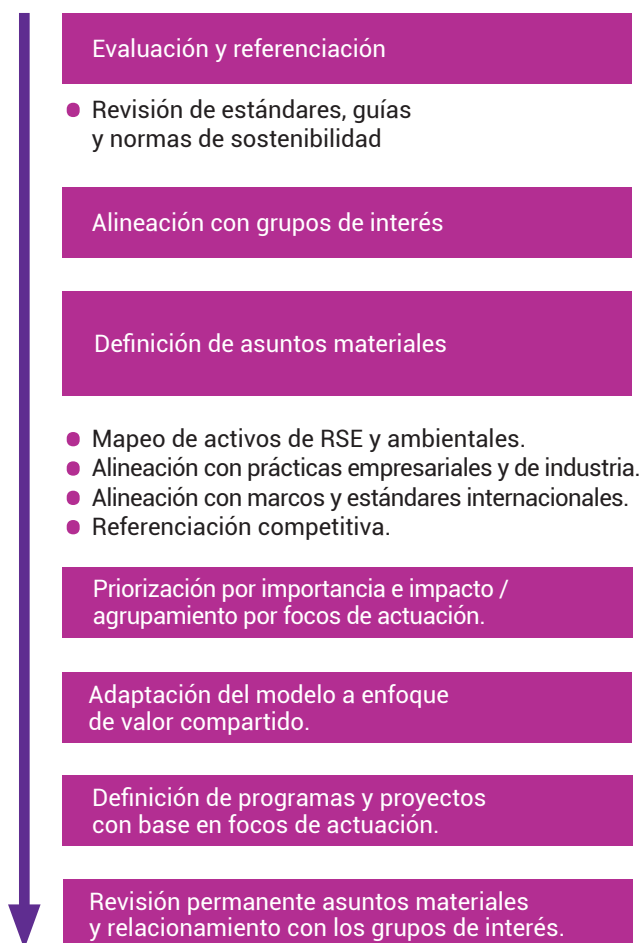 Evaluación y referenciación
• Revisión de estándares, guías
y normas de sostenibilidad
Alineación con grupos de interés
Definición de asuntos materiales
• Mapeo de activos de RSE y ambientales.
• Alineación con prácticas empresariales y de industria.
• Alineación con marcos y estándares internacionales.
• Referenciación competitiva.
Priorización por importancia e impacto /
agrupamiento por focos de actuación.
Adaptación del modelo a enfoque
de valor compartido.
Definición de programas y proyectos
con base en focos de actuación.
Revisión permanente asuntos materiales
y relacionamiento con los grupos de interés.